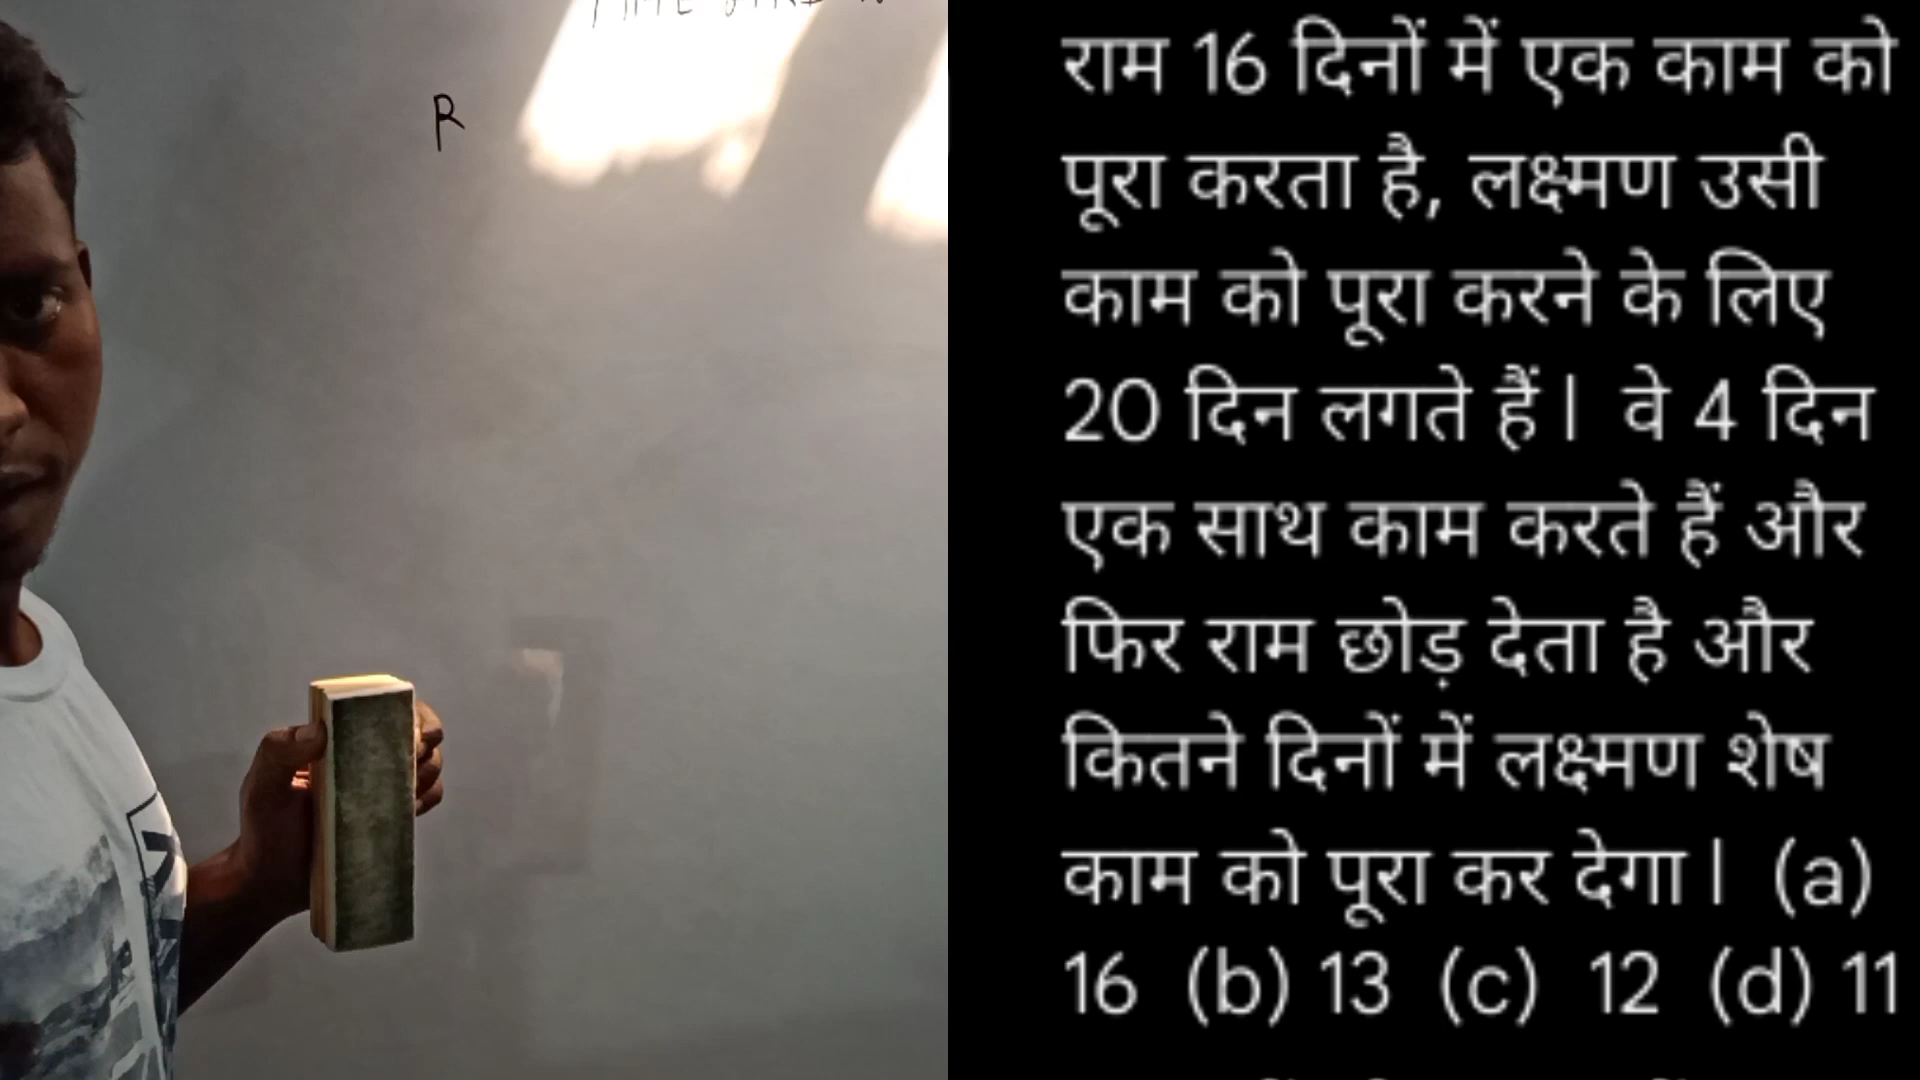 R
राम 16 दिनों में एक काम को
पूरा करता है, लक्ष्मण उसी
काम को पूरा करने के लिए
20 दिन लगते हैं। वे 4 दिन
एक साथ काम करते हैं और
फिर राम छोड़ देता है और
कितने दिनों में लक्ष्मण शेष
काम को पूरा कर देगा। (a)
16 (b) 13 (c) 12 (d) 11